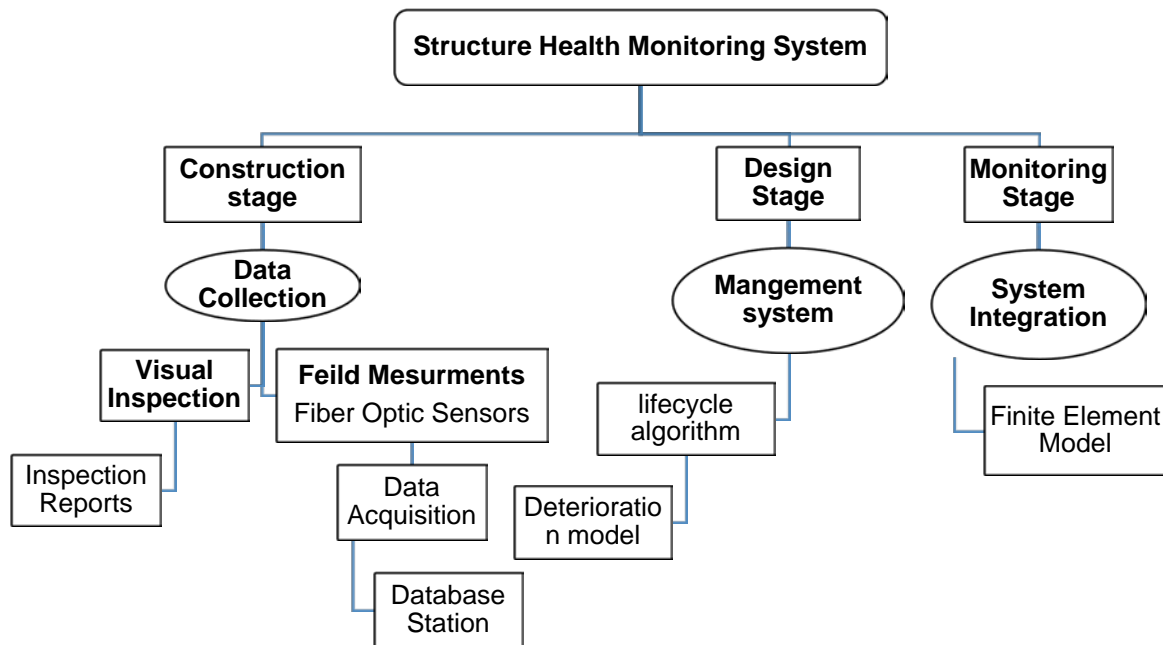 Structure Health Monitoring System
Construction
stage
Design
Stage
Monitoring
Stage
Data
Collection
Mangement
system
System
Integration
Visual
Inspection
Feild Mesurments
Fiber Optic Sensors
lifecycle
algorithm
Finite Element
Model
Inspection
Reports
Data
Acquisition
Deterioratio
n model
Database
Station